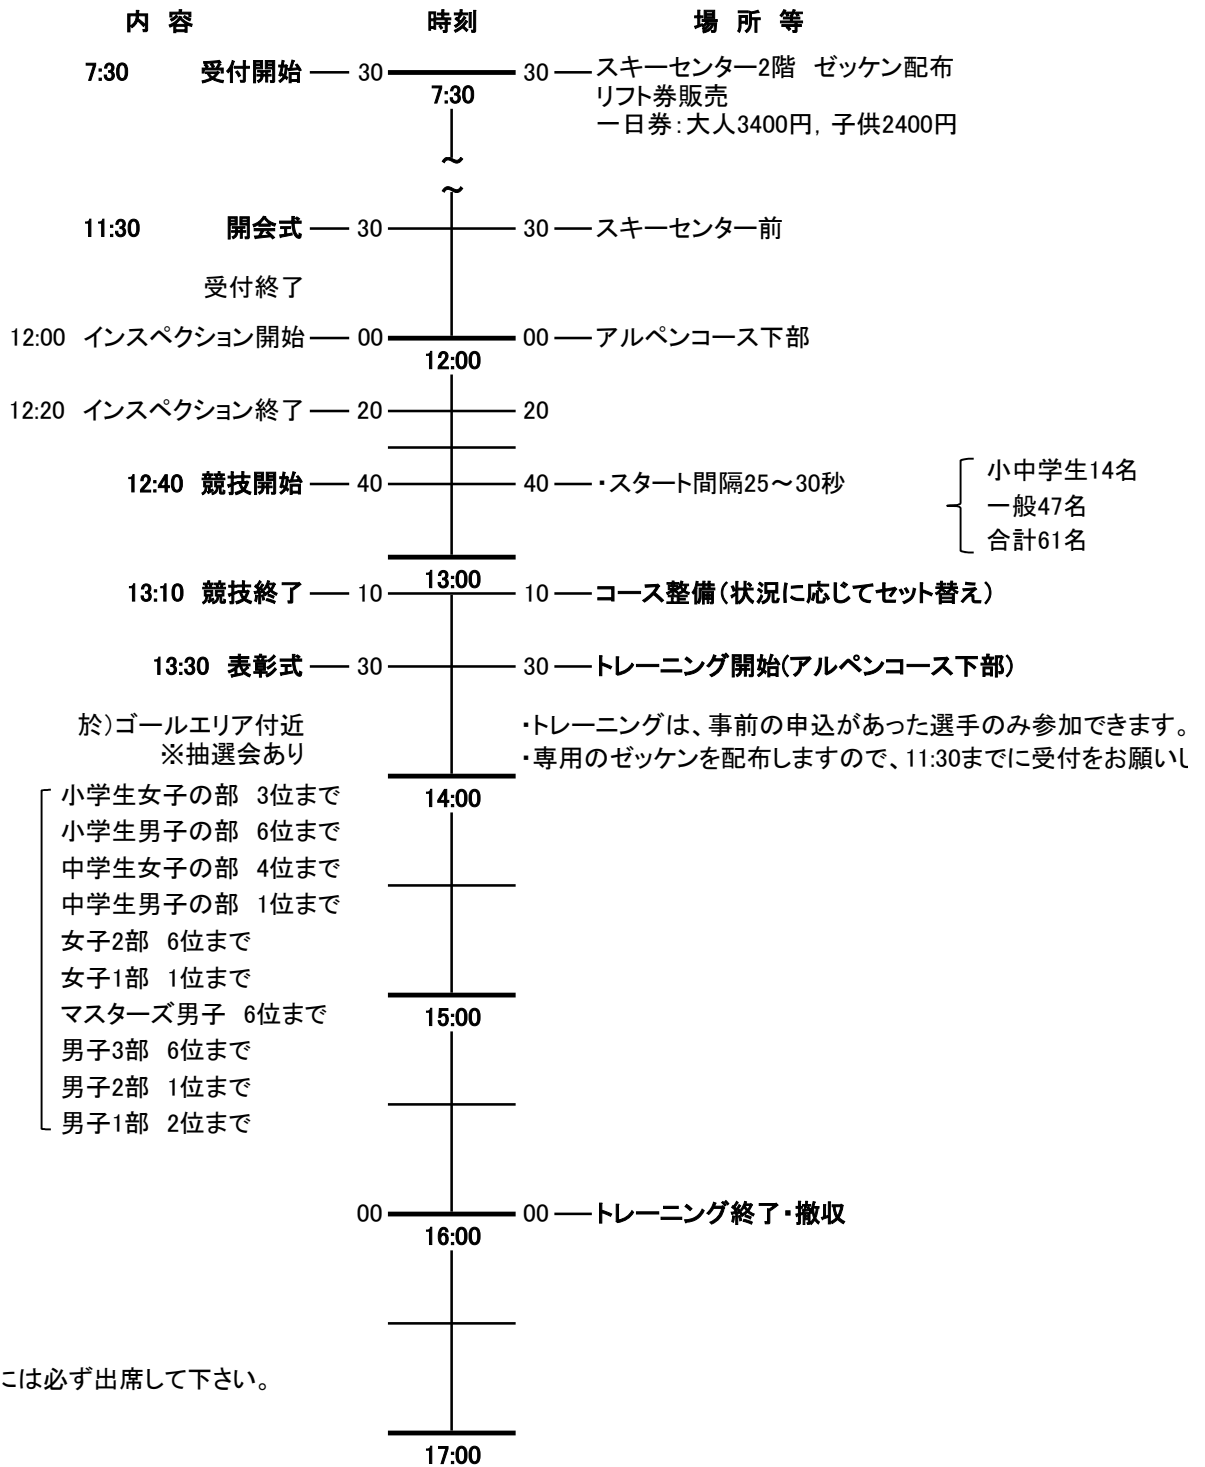 内 容 時刻 場 所 等
7:30 受付開始 30 30 スキーセンター2階 ゼッケン配布
7:30 リフト券販売
一日券：大人3400円，子供2400円
～
～
11:30 開会式 30 30 スキーセンター前
受付終了
12:00 インスペクション開始 00 00 アルペンコース下部
12:00
12:20 インスペクション終了 20 20
12:40 競技開始 40 40 ・スタート間隔25～30秒
小中学生14名
一般47名
合計61名
13:00
13:10 競技終了 10 10 コース整備（状況に応じてセット替え）
13:30 表彰式 30 30 トレーニング開始(アルペンコース下部）
於）ゴールエリア付近 ・トレーニングは、事前の申込があった選手のみ参加できます。
※抽選会あり ・専用のゼッケンを配布しますので、11:30までに受付をお願いし
14:00
小学生女子の部 3位まで
小学生男子の部 6位まで
中学生女子の部 4位まで
中学生男子の部 1位まで
女子2部 6位まで
女子1部 1位まで
マスターズ男子 6位まで
15:00
男子3部 6位まで
男子2部 1位まで
男子1部 2位まで
00 00 トレーニング終了・撤収
16:00
には必ず出席して下さい。
17:00